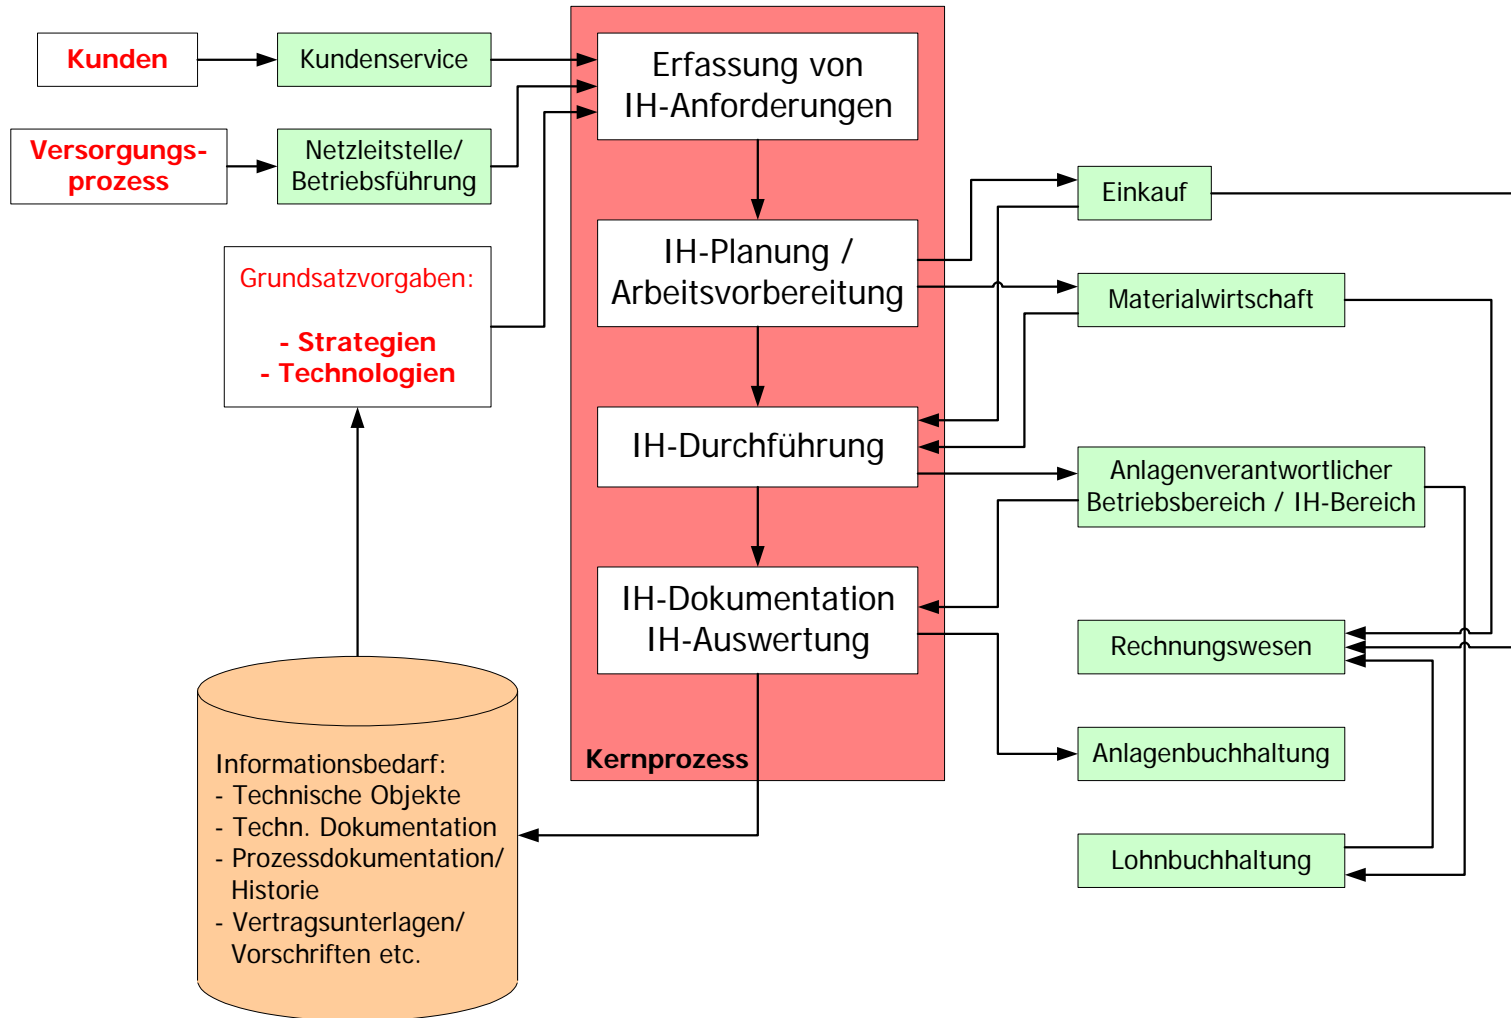 Kunden
Kundenservice
Erfassung von
IH-Anforderungen
Versorgungs-
prozess
Netzleitstelle/
Betriebsführung
Einkauf
Grundsatzvorgaben:
- Strategien
- Technologien
IH-Planung /
Arbeitsvorbereitung
Materialwirtschaft
IH-Durchführung
Anlagenverantwortlicher
Betriebsbereich / IH-Bereich
IH-Dokumentation
IH-Auswertung
Rechnungswesen
Kernprozess
Anlagenbuchhaltung
Lohnbuchhaltung
Informationsbedarf:
- Technische Objekte
- Techn. Dokumentation
- Prozessdokumentation/
Historie
- Vertragsunterlagen/
Vorschriften etc.